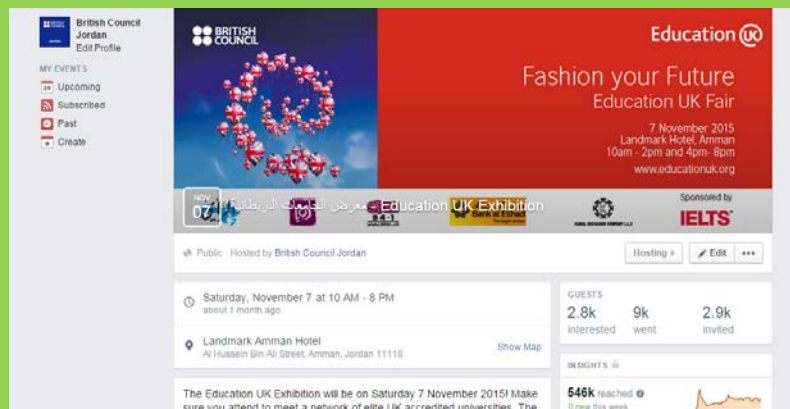 British Council
Jordan
Edit Profile
MY EVENTS
Upcoming
Subscribed
Past
Create
BRITISH
COUNCIL
Education UK
Fashion your Future
Education UK Fair
7 November 2015
Landmark Hotel, Amman
10am - 2pm and 4pm- 8pm
www.educationuk.org
NOV
07
Education UK Exhibition - معرض الجامعات البريطانية
Bank al Etihad
Sponsored by
IELTS
Public · Hosted by British Council Jordan
Hosting
Edit
Saturday, November 7 at 10 AM - 8 PM
about 1 month ago
Landmark Amman Hotel
Al Hussein Bin Ali Street, Amman, Jordan 11118
Show Map
GUESTS
2.8k 9k 2.9k
interested went invited
INSIGHTS
546k reached
0 new this week
The Education UK Exhibition will be on Saturday 7 November 2015! Make
sure you attend to meet a network of elite UK accredited universities. The